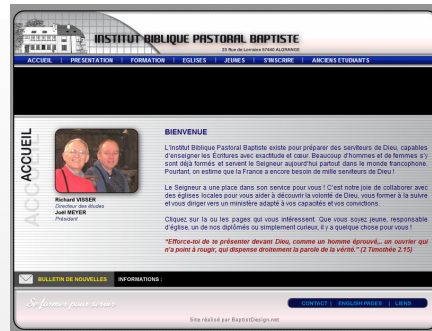 INSTITUT BIBLIQUE PASTORAL BAPTISTE
23 Rue de Lorraine 57440 ALGRANGE
ACCUEIL | PRESENTATION | FORMATION | EGLISES | JEUNES | S'INSCRIRE | ANCIENS ETUDIANTS
ACCUEIL
ACCUEIL
Richard VISSER
Directeur des études
Joël MEYER
Président
BIENVENUE
L'Institut Biblique Pastoral Baptiste existe pour préparer des serviteurs de Dieu, capables
d'enseigner les Écritures avec exactitude et cœur. Beaucoup d'hommes et de femmes s'y
sont déjà formés et servent le Seigneur aujourd'hui partout dans le monde francophone.
Pourtant, on estime que la France a encore besoin de mille serviteurs de Dieu !
Le Seigneur a une place dans son service pour vous ! C'est notre joie de collaborer avec
des églises locales pour vous aider à découvrir la volonté de Dieu, vous former à la suivre
et vous diriger vers un ministère adapté à vos capacités et vos convictions.
Cliquez sur la ou les pages qui vous intéressent. Que vous soyez jeune, responsable
d'église, un de nos diplômés ou simplement curieux, il y a quelque chose pour vous !
"Efforce-toi de te présenter devant Dieu, comme un homme éprouvé,.. un ouvrier qui
n'a point à rougir, qui dispense droitement la parole de la vérité." (2 Timothée 2.15)
BULLETIN DE NOUVELLES INFORMATIONS :
Se former pour servir
CONTACT | ENGLISH PAGES | LIENS
Site réalisé par BaptistDesign.net